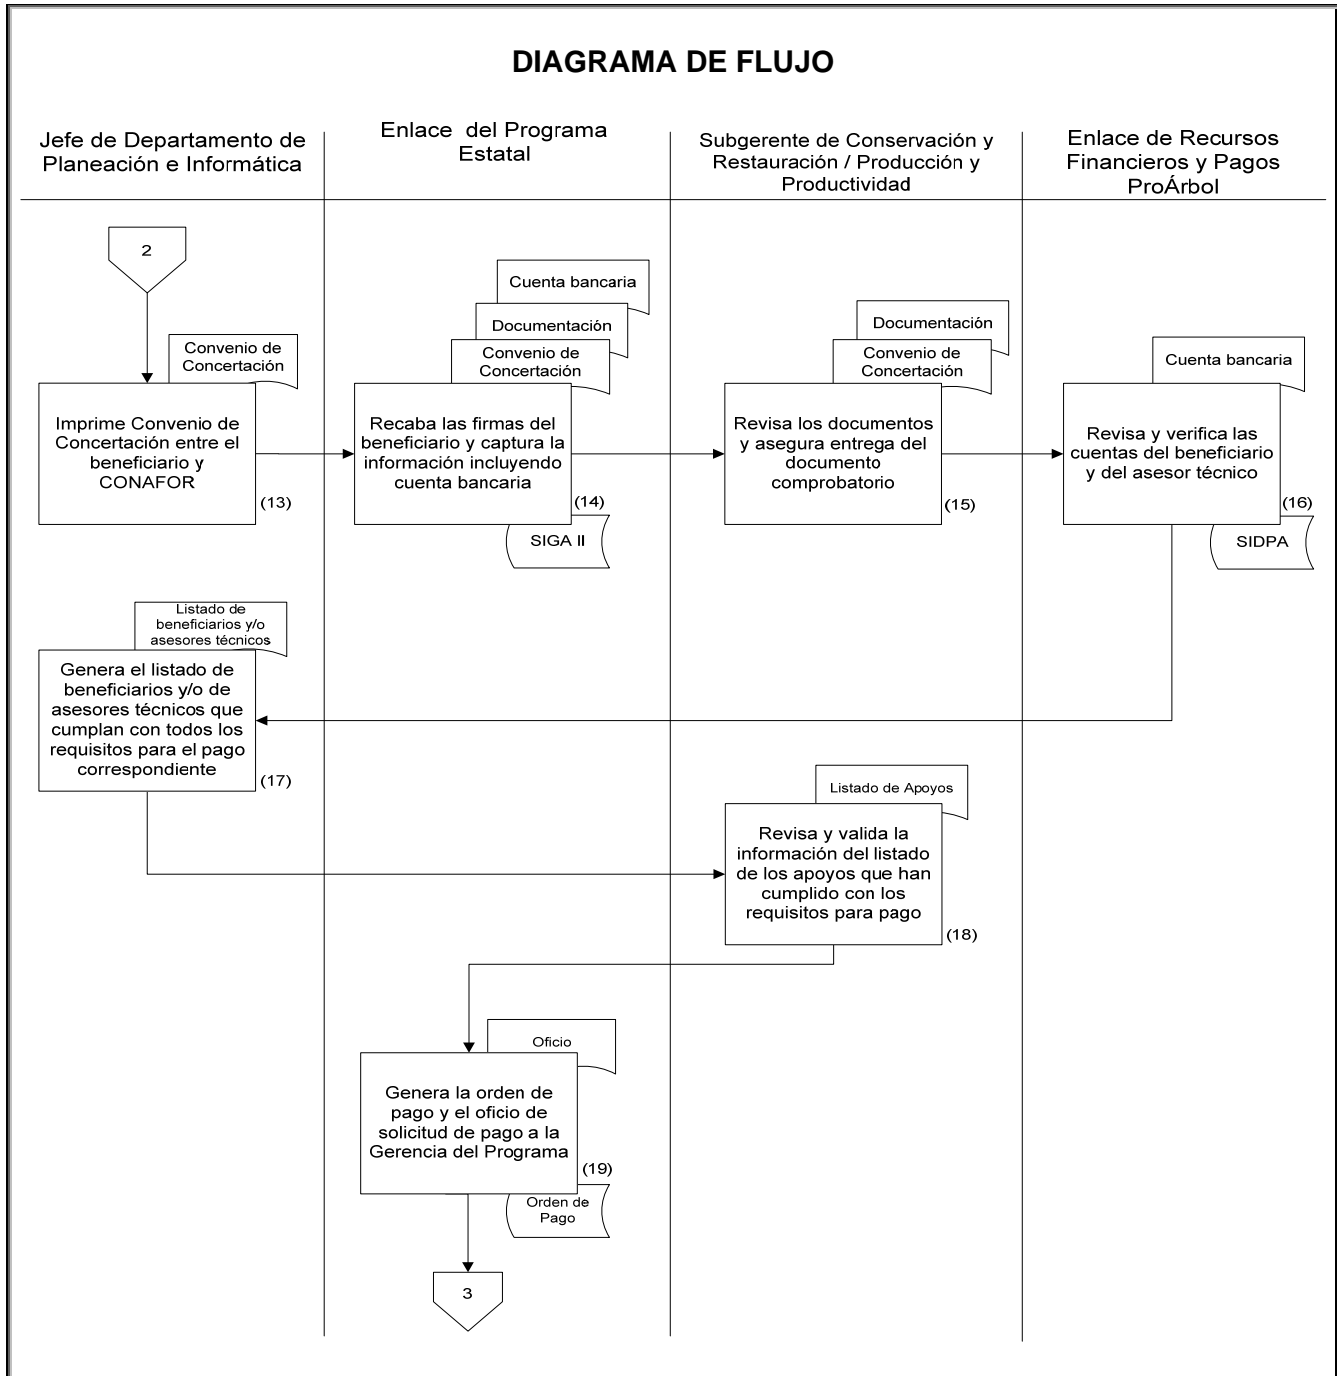 DIAGRAMA DE FLUJO
Jefe de Departamento de
Planeación e Informática
Enlace del Programa
Estatal
Subgerente de Conservación y
Restauración / Producción y
Productividad
Enlace de Recursos
Financieros y Pagos
ProÁrbol
2
Convenio de
Concertación
Imprime Convenio de
Concertación entre el
beneficiario y
CONAFOR
(13)
Cuenta bancaria
Documentación
Convenio de
Concertación
Recaba las firmas del
beneficiario y captura la
información incluyendo
cuenta bancaria
(14)
SIGA II
Documentación
Convenio de
Concertación
Revisa los documentos
y asegura entrega del
documento
comprobatorio
(15)
Cuenta bancaria
Revisa y verifica las
cuentas del beneficiario
y del asesor técnico
(16)
SIDPA
Listado de
beneficiarios y/o
asesores técnicos
Genera el listado de
beneficiarios y/o de
asesores técnicos que
cumplan con todos los
requisitos para el pago
correspondiente
(17)
Listado de Apoyos
Revisa y valida la
información del listado
de los apoyos que han
cumplido con los
requisitos para pago
(18)
Oficio
Genera la orden de
pago y el oficio de
solicitud de pago a la
Gerencia del Programa
(19)
Orden de
Pago
3